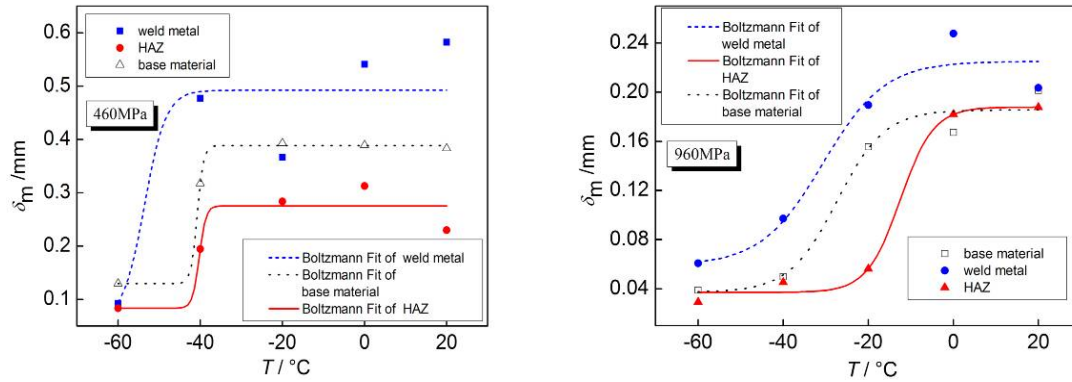 0.6
0.5
0.4
0.3
0.2
0.1
δm /mm
weld metal
HAZ
base material
460MPa
Boltzmann Fit of weld metal
Boltzmann Fit of
base material
Boltzmann Fit of HAZ
-60
-40
-20
0
20
T / °C
0.24
0.20
0.16
0.12
0.08
0.04
δm /mm
Boltzmann Fit of
weld metal
Boltzmann Fit of
HAZ
Boltzmann Fit of
base material
960MPa
base material
weld metal
HAZ
-60
-40
-20
0
20
T / °C